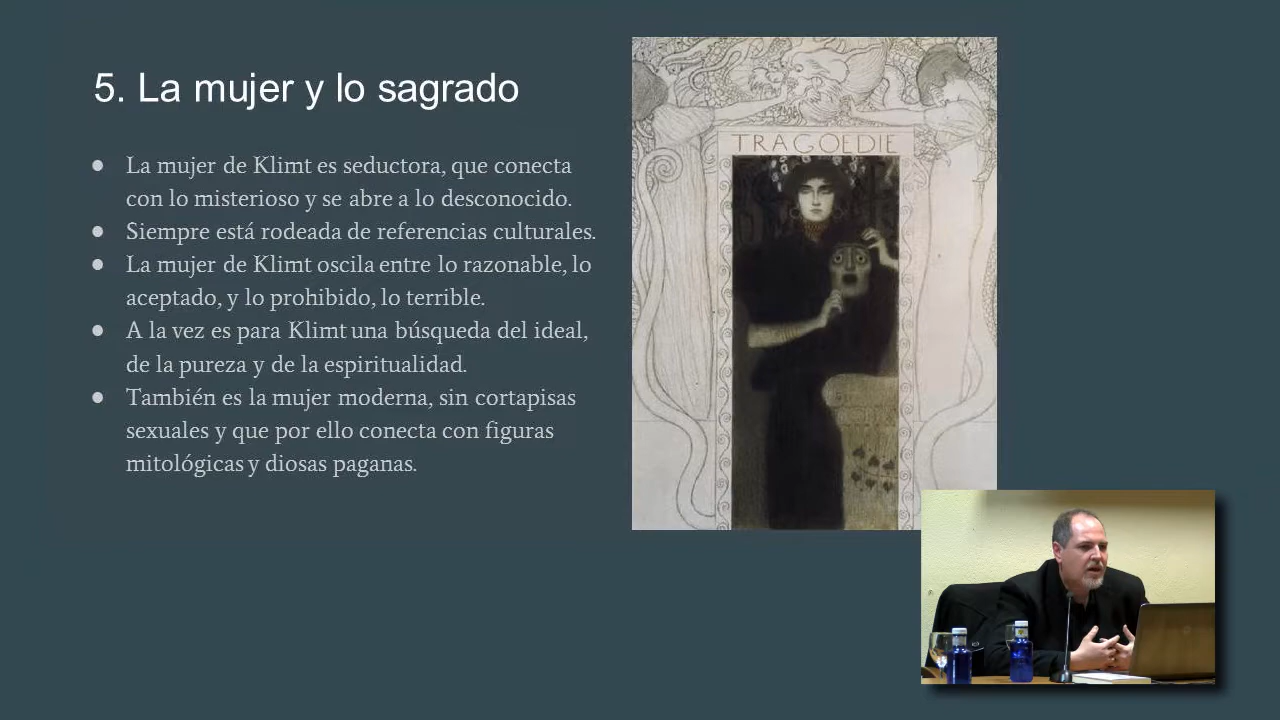 5. La mujer y lo sagrado
● La mujer de Klimt es seductora, que conecta
con lo misterioso y se abre a lo desconocido.
● Siempre está rodeada de referencias culturales.
● La mujer de Klimt oscila entre lo razonable, lo
aceptado, y lo prohibido, lo terrible.
● A la vez es para Klimt una búsqueda del ideal,
de la pureza y de la espiritualidad.
● También es la mujer moderna, sin cortapisas
sexuales y que por ello conecta con figuras
mitológicas y diosas paganas.
TRAGOEDIE